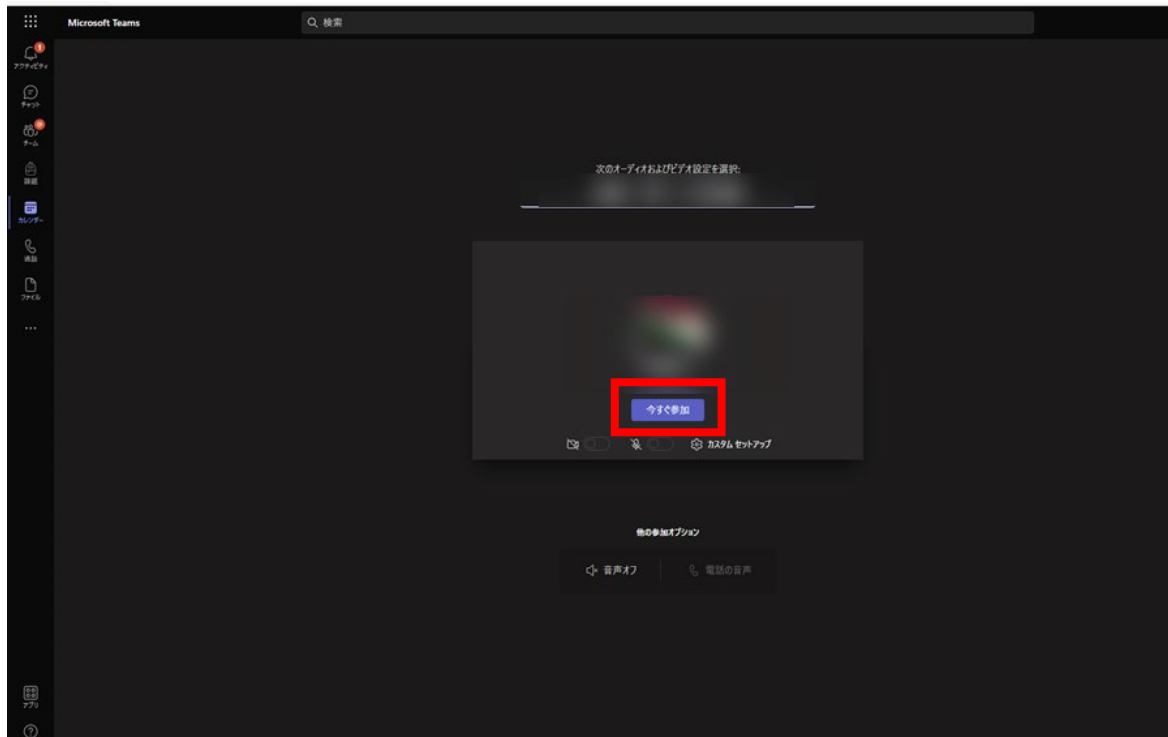 Microsoft Teams
検索
1
アクティビティ
チャット
チーム
課題
カレンダー
通話
ファイル
次のオーディオおよびビデオ設定を選択:
今すぐ参加
カスタム セットアップ
他の参加オプション
音声オフ
電話の音声
アプリ